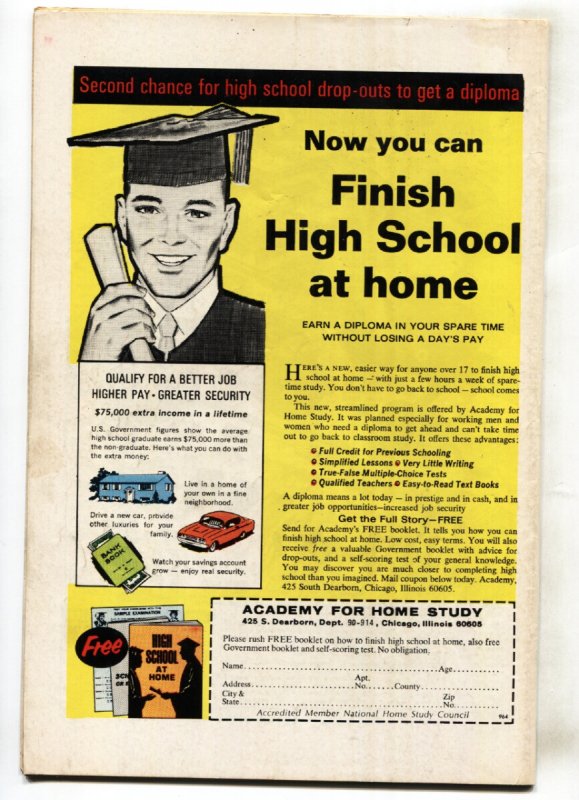 Second chance for high school drop-outs to get a diploma
Now you can
Finish
High School
at home
EARN A DIPLOMA IN YOUR SPARE TIME
WITHOUT LOSING A DAY'S PAY
HERE'S A NEW, easier way for anyone over 17 to finish high
school at home — with just a few hours a week of spare-
time study. You don't have to go back to school — school comes
to you.
This new, streamlined program is offered by Academy for
Home Study. It was planned especially for working men and
women who need a diploma to get ahead and can't take time
out to go back to classroom study. It offers these advantages:
Full Credit for Previous Schooling
Simplified Lessons Very Little Writing
True-False Multiple-Choice Tests
Qualified Teachers Easy-to-Read Text Books
A diploma means a lot today – in prestige and in cash, and in
greater job opportunities—increased job security
Get the Full Story—FREE
Send for Academy's FREE booklet. It tells you how you can
finish high school at home. Low cost, easy terms. You will also
receive free a valuable Government booklet with advice for
drop-outs, and a self-scoring test of your general knowledge.
You may discover you are much closer to completing high
school than you imagined. Mail coupon below today. Academy,
425 South Dearborn, Chicago, Illinois 60605.
QUALIFY FOR A BETTER JOB
HIGHER PAY · GREATER SECURITY
$75,000 extra income in a lifetime
U.S. Government figures show the average
high school graduate earns $75,000 more than
the non-graduate. Here's what you can do with
the extra money:
Live in a home of
your own in a fine
neighborhood.
Drive a new car, provide
other luxuries for your
family.
BANK
BOOK
Watch your savings account
grow — enjoy real security.
SAMPLE EXAMINATION
Free
HIGH
SCHOOL
AT
HOME
ACADEMY FOR HOME STUDY
425 S. Dearborn, Dept. 90-914, Chicago, Illinois 60605
Please rush FREE booklet on how to finish high school at home, also free
Government booklet and self-scoring test. No obligation.
Name Age
Apt.
Address No. County
City & Zip
State No.
Accredited Member National Home Study Council 964